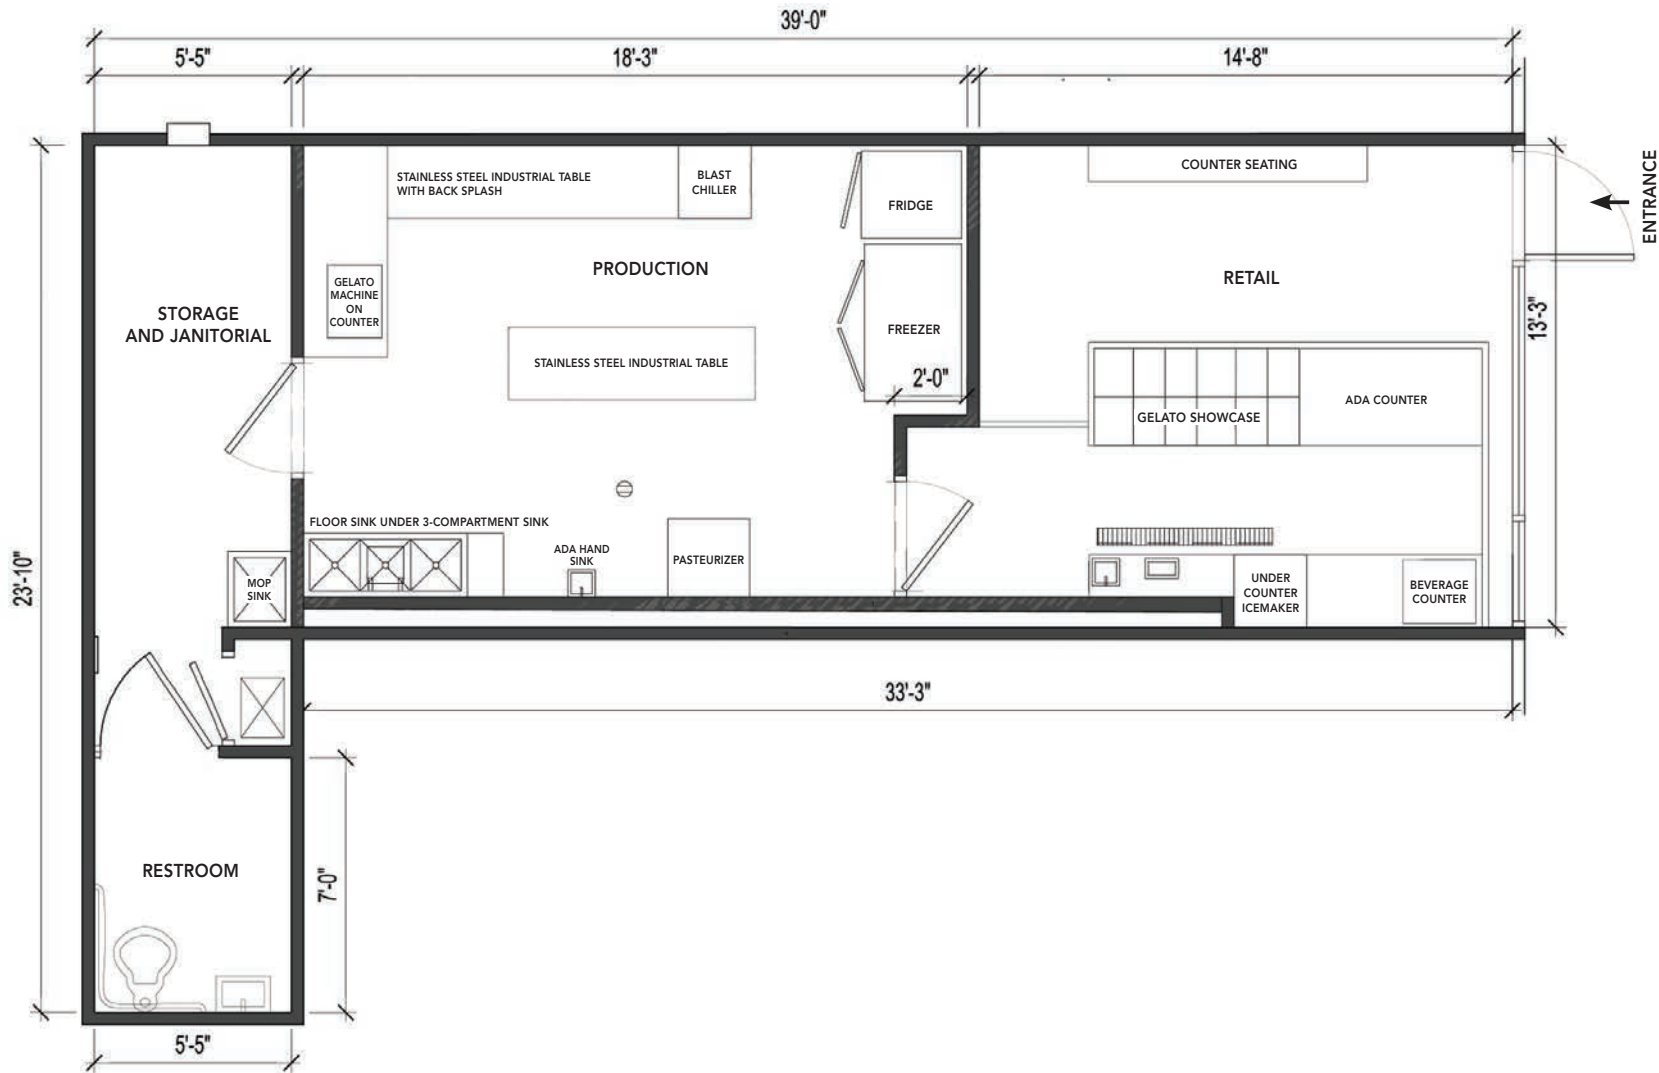 39'-0"
5'-5"
18'-3"
14'-8"
STAINLESS STEEL INDUSTRIAL TABLE
WITH BACK SPLASH
BLAST
CHILLER
FRIDGE
COUNTER SEATING
ENTRANCE
PRODUCTION
RETAIL
GELATO
MACHINE
ON
COUNTER
STORAGE
AND JANITORIAL
FREEZER
13'-3"
STAINLESS STEEL INDUSTRIAL TABLE
2'-0"
GELATO SHOWCASE
ADA COUNTER
FLOOR SINK UNDER 3-COMPARTMENT SINK
ADA HAND
SINK
PASTEURIZER
MOP
SINK
UNDER
COUNTER
ICEMAKER
BEVERAGE
COUNTER
23'-10"
33'-3"
RESTROOM
7'-0"
5'-5"